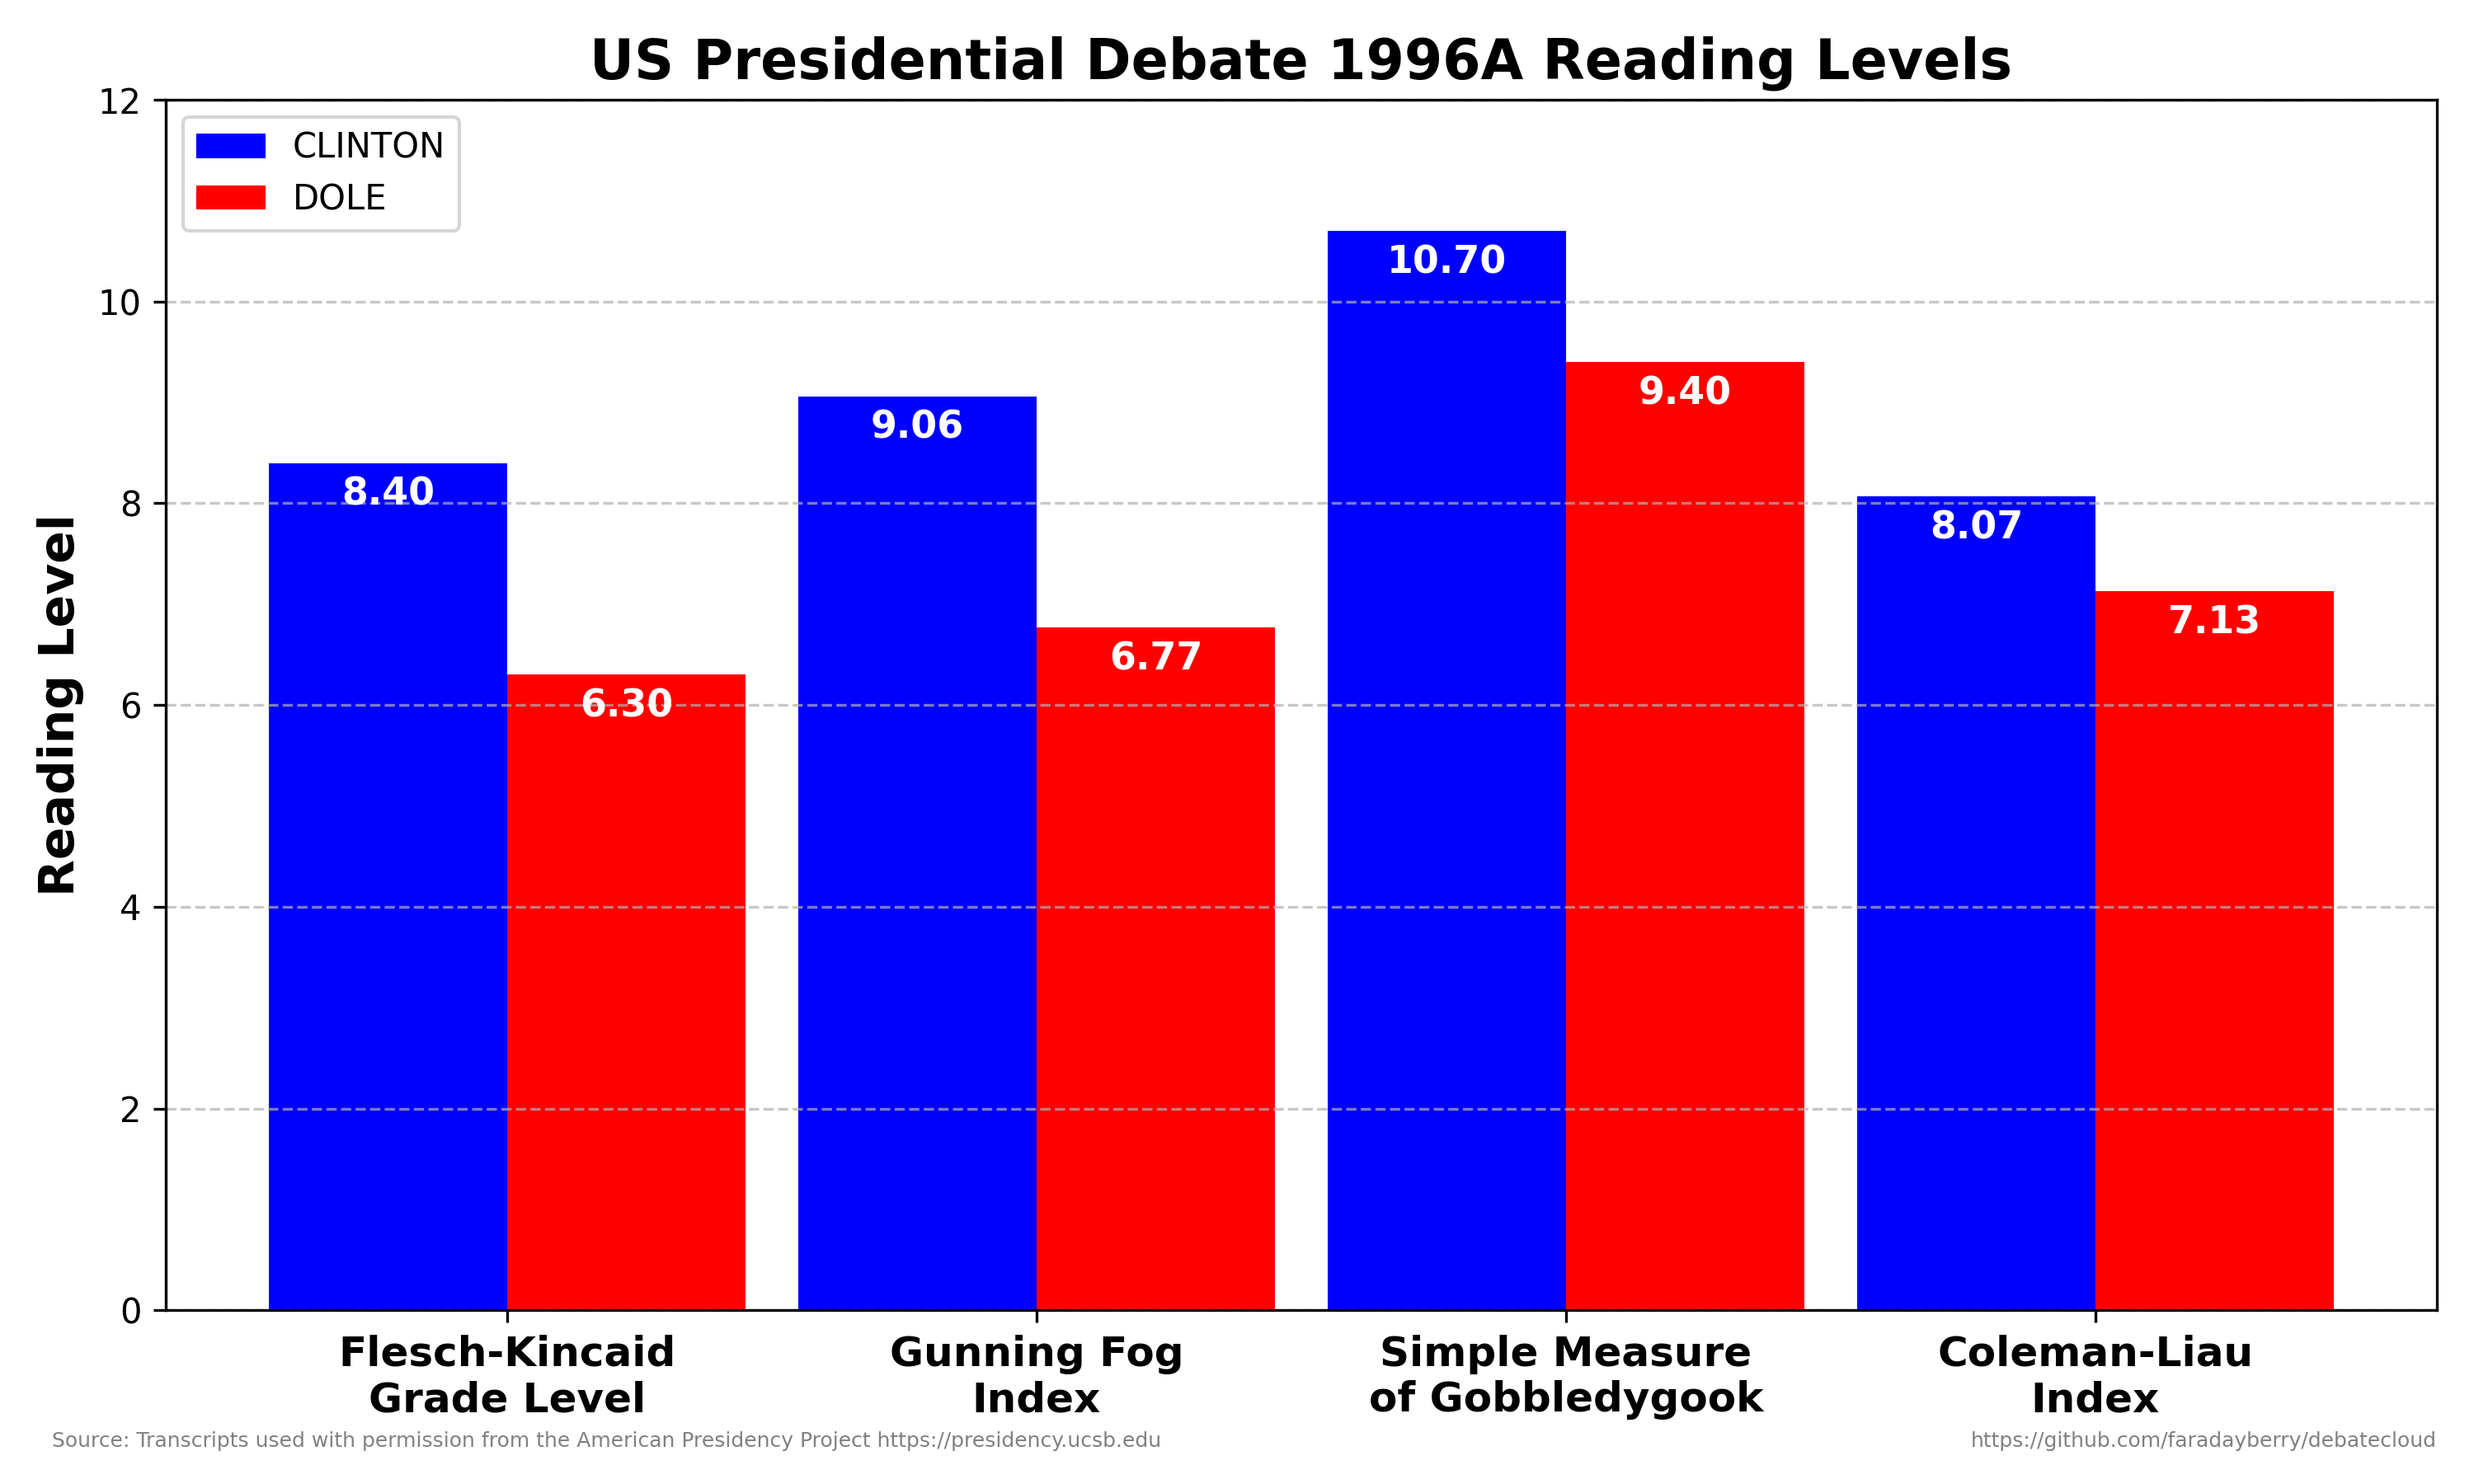 US Presidential Debate 1996A Reading Levels
CLINTON
DOLE
Reading Level
12
10
8
6
4
2
0
8.40
6.30
9.06
6.77
10.70
9.40
8.07
7.13
Flesch-Kincaid
Grade Level
Gunning Fog
Index
Simple Measure
of Gobbledygook
Coleman-Liau
Index
Source: Transcripts used with permission from the American Presidency Project https://presidency.ucsb.edu
https://github.com/faradayberry/debatecloud